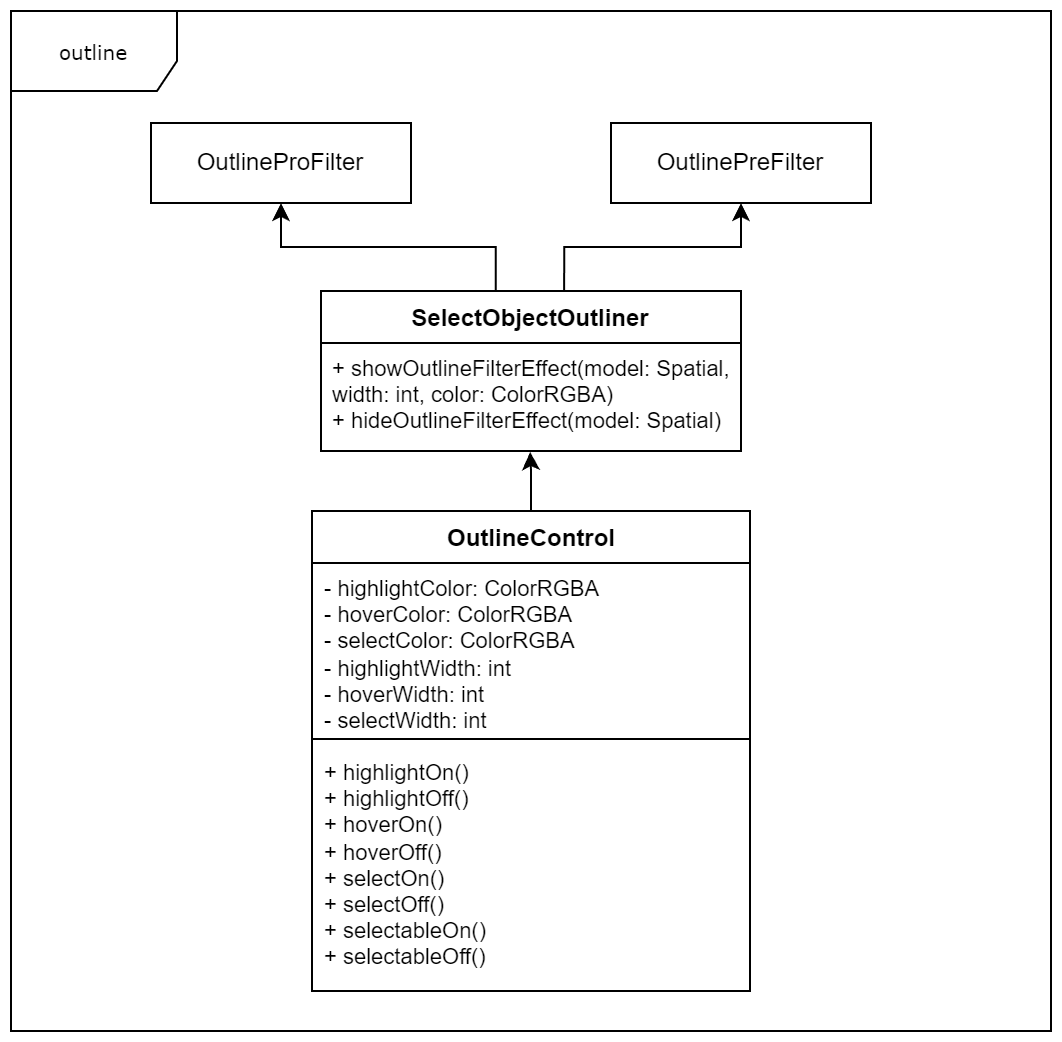 outline
OutlineProFilter
OutlinePreFilter
SelectObjectOutliner
+ showOutlineFilterEffect(model: Spatial,
width: int, color: ColorRGBA)
+ hideOutlineFilterEffect(model: Spatial)
OutlineControl
- highlightColor: ColorRGBA
- hoverColor: ColorRGBA
- selectColor: ColorRGBA
- highlightWidth: int
- hoverWidth: int
- selectWidth: int
+ highlightOn()
+ highlightOff()
+ hoverOn()
+ hoverOff()
+ selectOn()
+ selectOff()
+ selectableOn()
+ selectableOff()